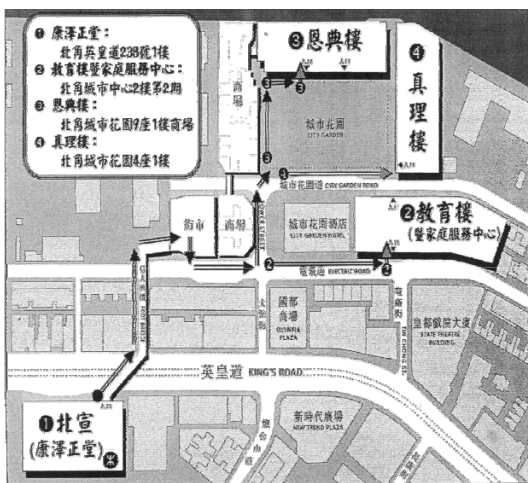 ❶ 康澤正堂:
北角英皇道238號1樓
❷ 教育樓暨家庭服務中心:
北角城市中心2樓第2期
❸ 恩典樓:
北角城市花園9座1樓商場
❹ 真理樓:
北角城市花園4座1樓
❸ 恩典樓
❹ 真理樓
商場
城市花園
CITY GARDEN
城市花園道 CITY GARDEN ROAD
街市
商場
城市花園酒店
CITY GARDEN HOTEL
❷ 教育樓
(暨家庭服務中心)
電氣道 ELECTRIC ROAD
國都
商場
OLYMPIA
PLAZA
皇都戲院大廈
STATE THEATRE
BUILDING
英皇道 KING'S ROAD
❶ 北宣
(康澤正堂)
新時代廣場
NEW TREND PLAZA